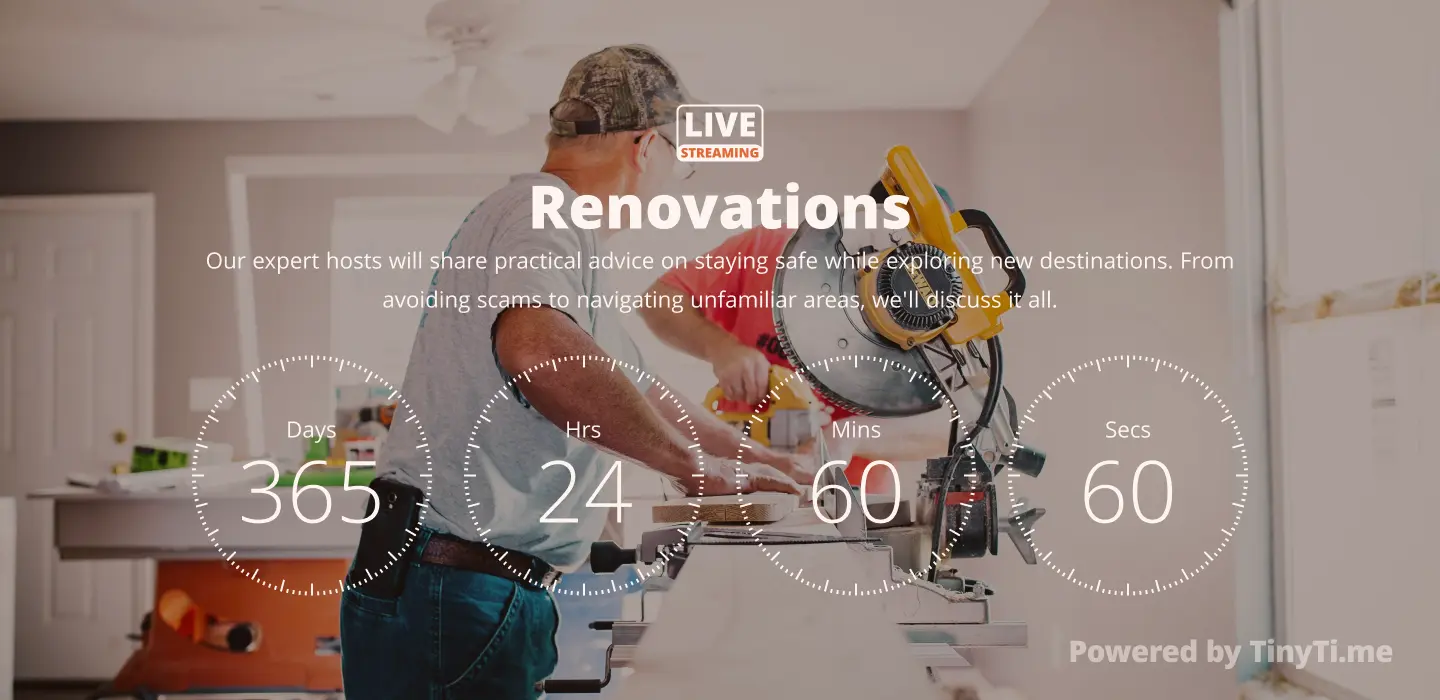 LIVE
STREAMING
Renovations
Our expert hosts will share practical advice on staying safe while exploring new destinations. From
avoiding scams to navigating unfamiliar areas, we'll discuss it all.
Days
365
Hrs
24
Mins
60
Secs
60
Powered by TinyTi.me